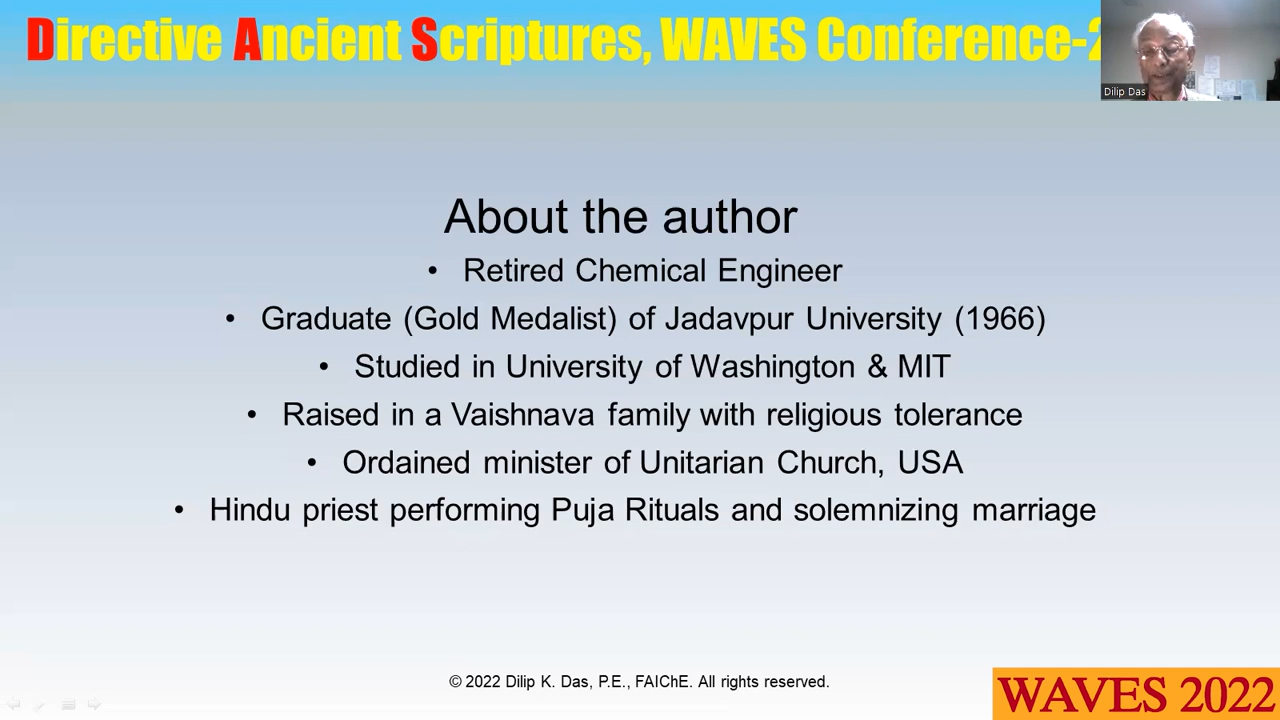 Directive Ancient Scriptures, WAVES Conference-2
Dilip Das
About the author
• Retired Chemical Engineer
• Graduate (Gold Medalist) of Jadavpur University (1966)
• Studied in University of Washington & MIT
• Raised in a Vaishnava family with religious tolerance
• Ordained minister of Unitarian Church, USA
• Hindu priest performing Puja Rituals and solemnizing marriage
© 2022 Dilip K. Das, P.E., FAIChE. All rights reserved.
WAVES 2022